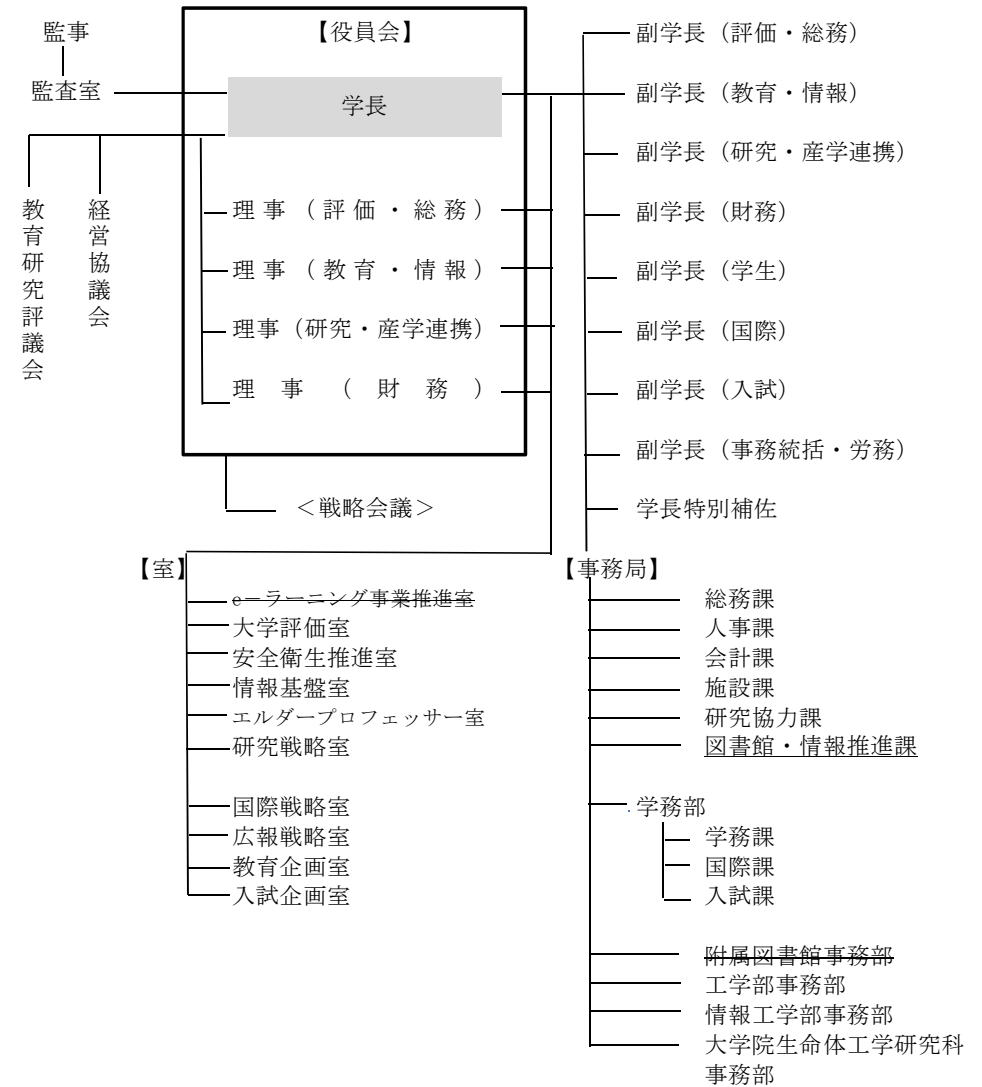 監事
監査室
教育研究評議会
経営協議会
【役員会】
学長
理事（評価・総務）
理事（教育・情報）
理事（研究・産学連携）
理事（財務）
＜戦略会議＞
副学長（評価・総務）
副学長（教育・情報）
副学長（研究・産学連携）
副学長（財務）
副学長（学生）
副学長（国際）
副学長（入試）
副学長（事務統括・労務）
学長特別補佐
【室】
e－ラーニング事業推進室
大学評価室
安全衛生推進室
情報基盤室
エルダープロフェッサー室
研究戦略室
国際戦略室
広報戦略室
教育企画室
入試企画室
【事務局】
総務課
人事課
会計課
施設課
研究協力課
図書館・情報推進課
学務部
学務課
国際課
入試課
附属図書館事務部
工学部事務部
情報工学部事務部
大学院生命体工学研究科
事務部